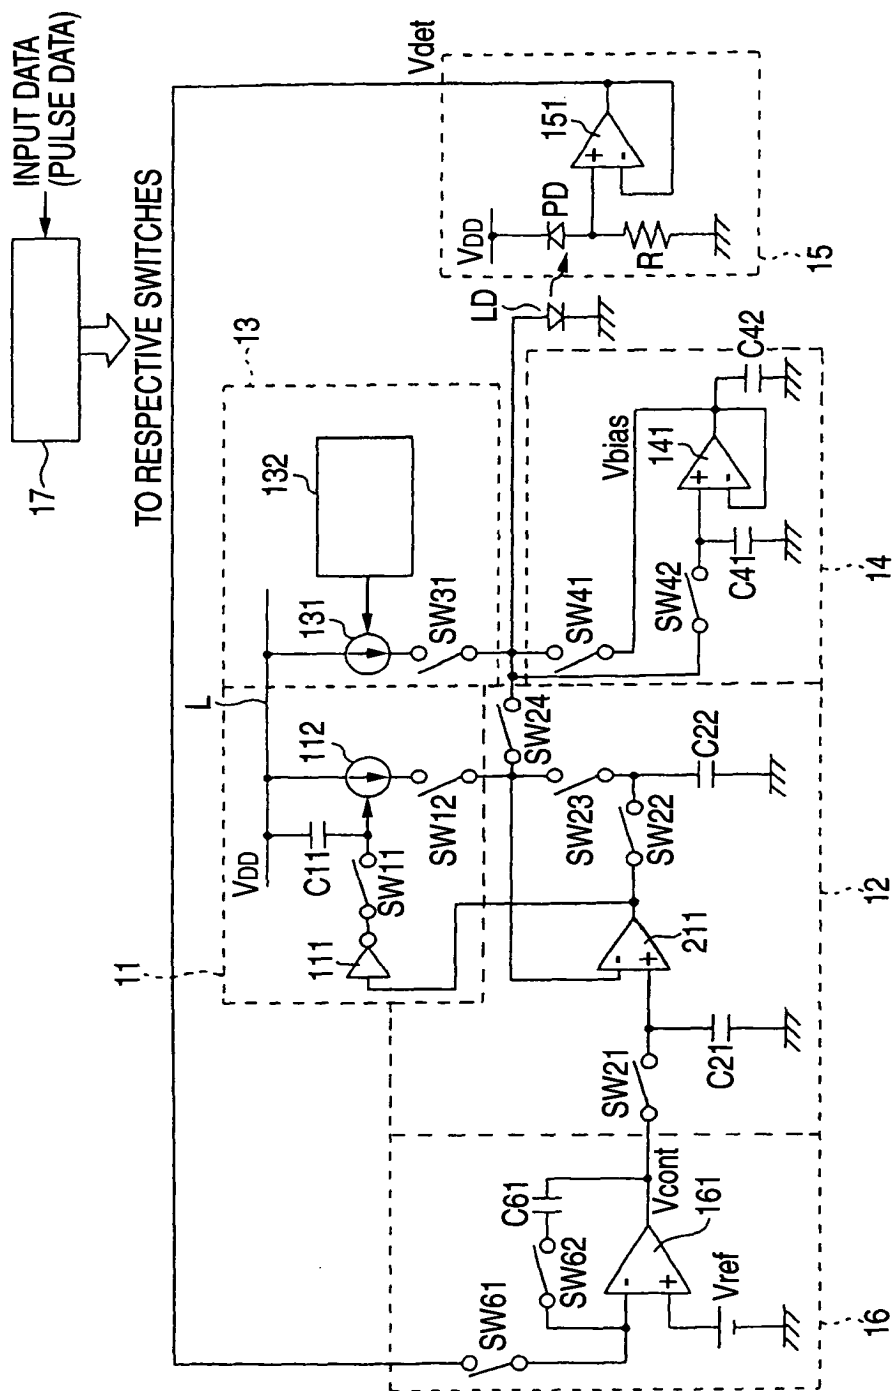 INPUT DATA
(PULSE DATA)
17
TO RESPECTIVE SWITCHES
Vdet
11
VDD
L
C11
112
131
132
13
111
SW11
SW12
SW31
VDD
PD
151
+
-
LD
R
15
SW24
SW41
Vbias
SW42
141
+
-
C41
C42
14
SW61
SW62
C61
Vcont
161
-
+
Vref
16
SW21
C21
-
+
211
SW22
SW23
C22
12